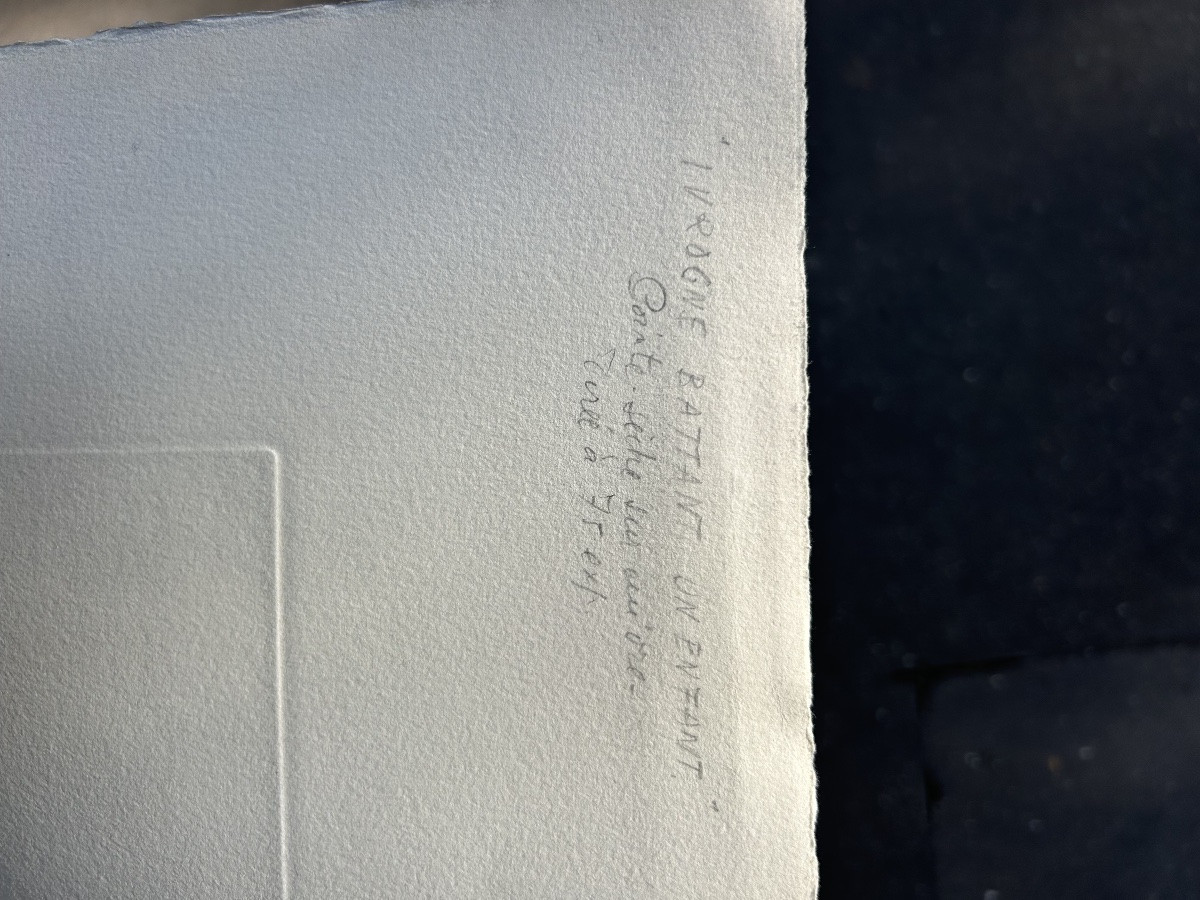 " IVROGNE BATTANT UN ENFANT. "
Pointe-sèche sur cuivre-
Tiré à 75 ex.